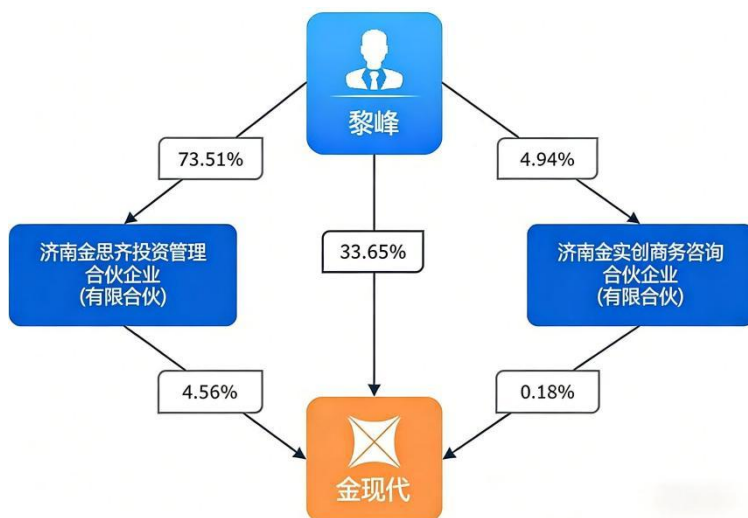 黎峰
73.51%
4.94%
济南金思齐投资管理
合伙企业
(有限合伙)
33.65%
济南金实创商务咨询
合伙企业
(有限合伙)
4.56%
0.18%
金现代